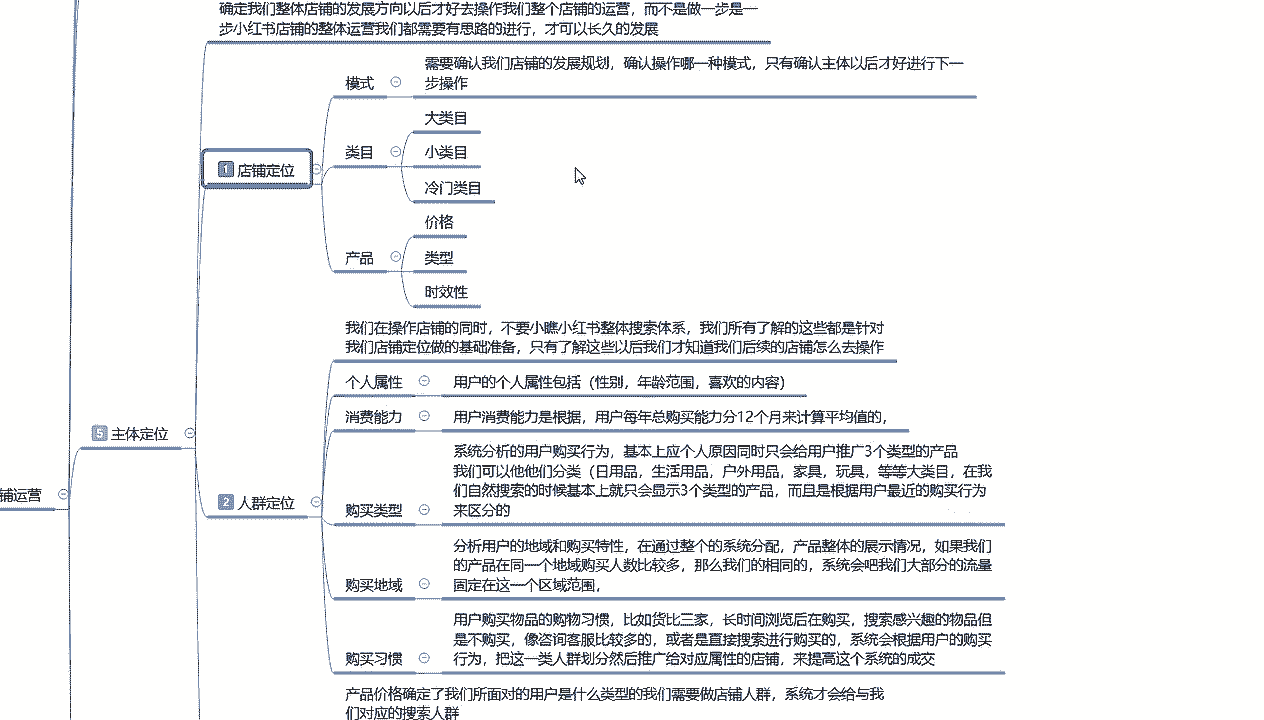 确定我们整体店铺的发展方向以后才好去操作我们整个店铺的运营，而不是做一步是一
步小红书店铺的整体运营我们都需要有思路的进行，才可以长久的发展
需要确认我们店铺的发展规划，确认操作哪一种模式，只有确认主体以后才好进行下一
步操作
模式
大类目
类目
小类目
冷门类目
1 店铺定位
价格
产品
类型
时效性
我们在操作店铺的同时，不要小瞧小红书整体搜索体系，我们所有了解的这些都是针对
我们店铺定位做的基础准备，只有了解这些以后我们才知道我们后续的店铺怎么去操作
个人属性
用户的个人属性包括（性别，年龄范围，喜欢的内容）
消费能力
用户消费能力是根据，用户每年总购买能力分12个月来计算平均值的，
5 主体定位
系统分析的用户购买行为，基本上应个人原因同时只会给用户推广3个类型的产品
我们可以他他们分类（日用品，生活用品，户外用品，家具，玩具，等等大类目，在我
们自然搜索的时候基本上就只会显示3个类型的产品，而且是根据用户最近的购买行为
来区分的
购买类型
铺运营
2 人群定位
分析用户的地域和购买特性，在通过整个的系统分配，产品整体的展示情况，如果我们
的产品在同一个地域购买人数比较多，那么我们的相同的，系统会吧我们大部分的流量
固定在这一个区域范围，
购买地域
用户购买物品的购物习惯，比如货比三家，长时间浏览后在购买，搜索感兴趣的物品但
是不购买，像咨询客服比较多的，或者是直接搜索进行购买的，系统会根据用户的购买
行为，把这一类人群划分然后推广给对应属性的店铺，来提高这个系统的成交
购买习惯
产品价格确定了我们所面对的用户是什么类型的我们需要做店铺人群，系统才会给与我
们对应的搜索人群